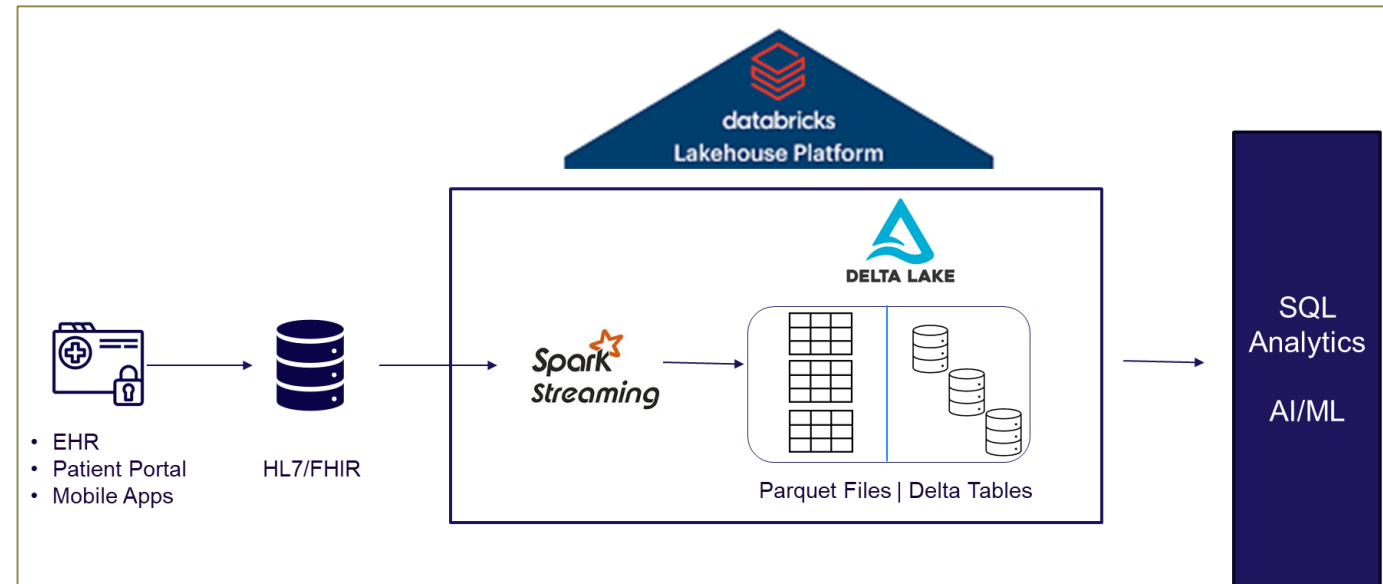 databricks
Lakehouse Platform
DELTA LAKE
Spark
Streaming
• EHR
• Patient Portal
• Mobile Apps
HL7/FHIR
Parquet Files | Delta Tables
SQL
Analytics
AI/ML